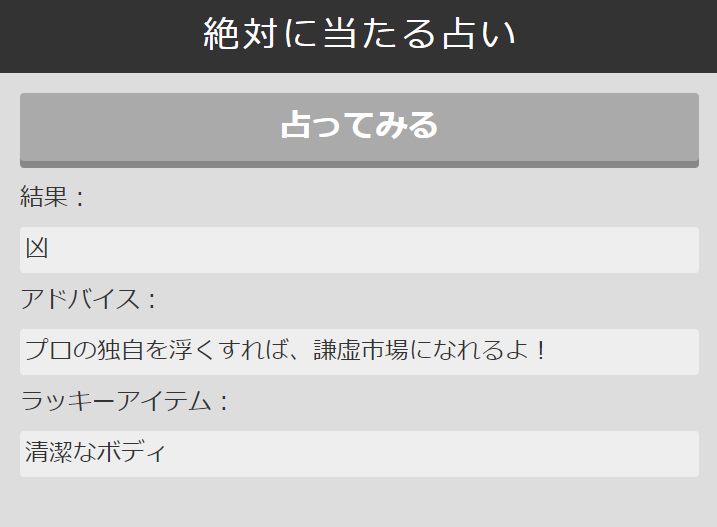 絶対に当たる占い
占ってみる
結果：
凶
アドバイス：
プロの独自を浮くすれば、謙虚市場になれるよ！
ラッキーアイテム：
清潔なボディ